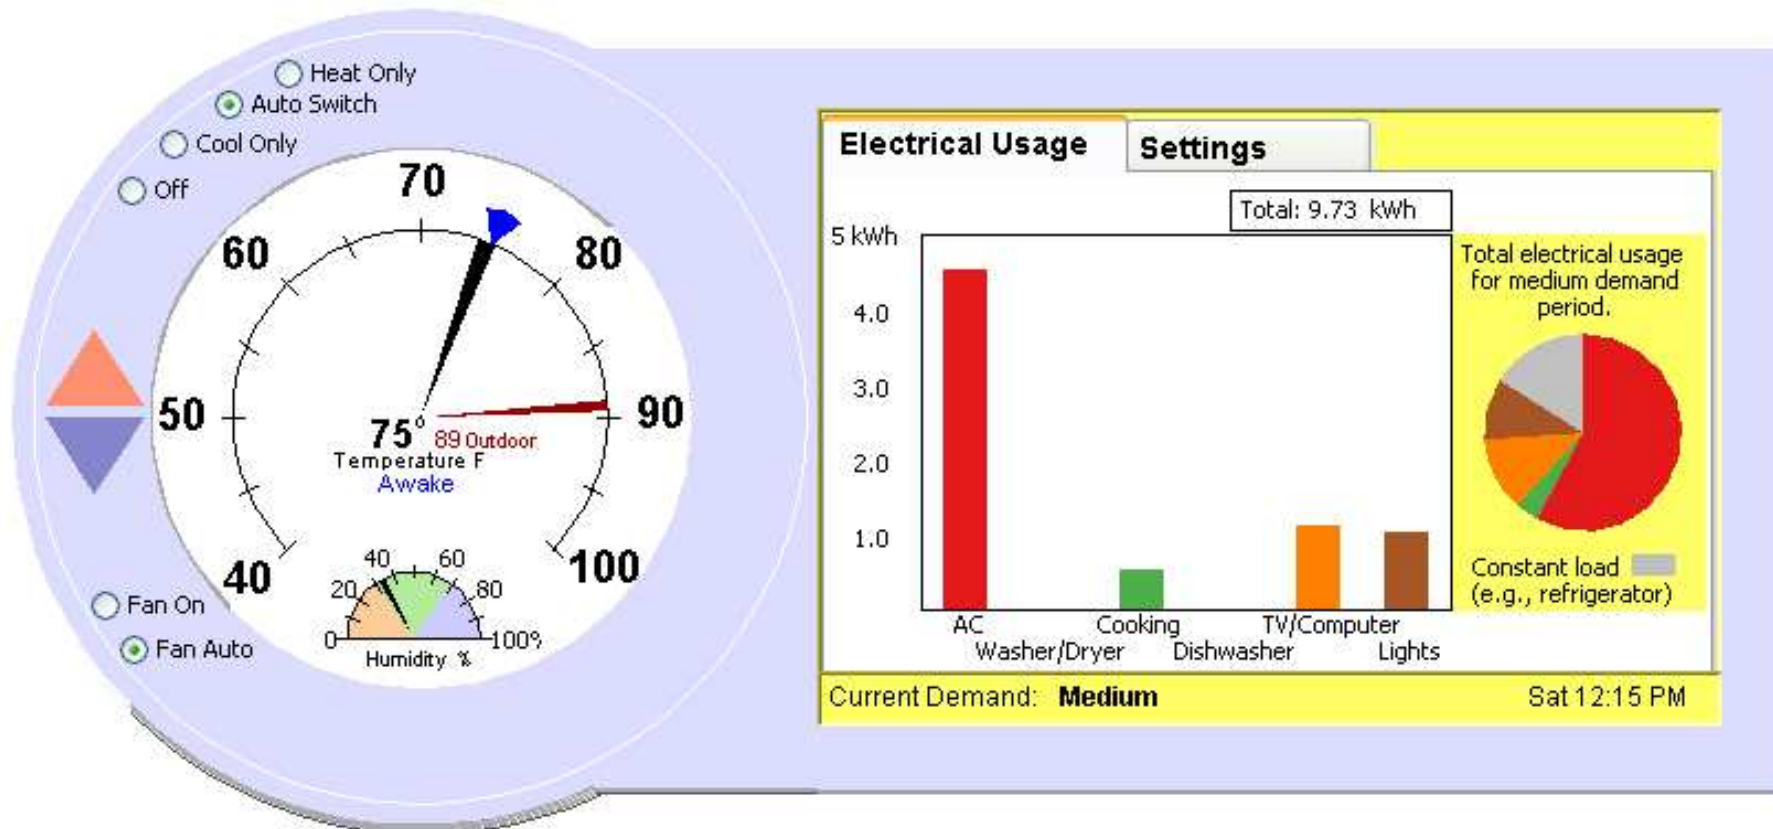 Heat Only
Auto Switch
Cool Only
Off
70
60
80
50
90
75°
89 Outdoor
Temperature F
Awake
40
100
40
60
20
80
0
100%
Humidity %
Fan On
Fan Auto
Electrical Usage
Settings
Total: 9.73 kWh
5 kWh
4.0
3.0
2.0
1.0
AC
Cooking
TV/Computer
Washer/Dryer
Dishwasher
Lights
Total electrical usage
for medium demand
period.
Constant load
(e.g., refrigerator)
Current Demand: Medium
Sat 12:15 PM